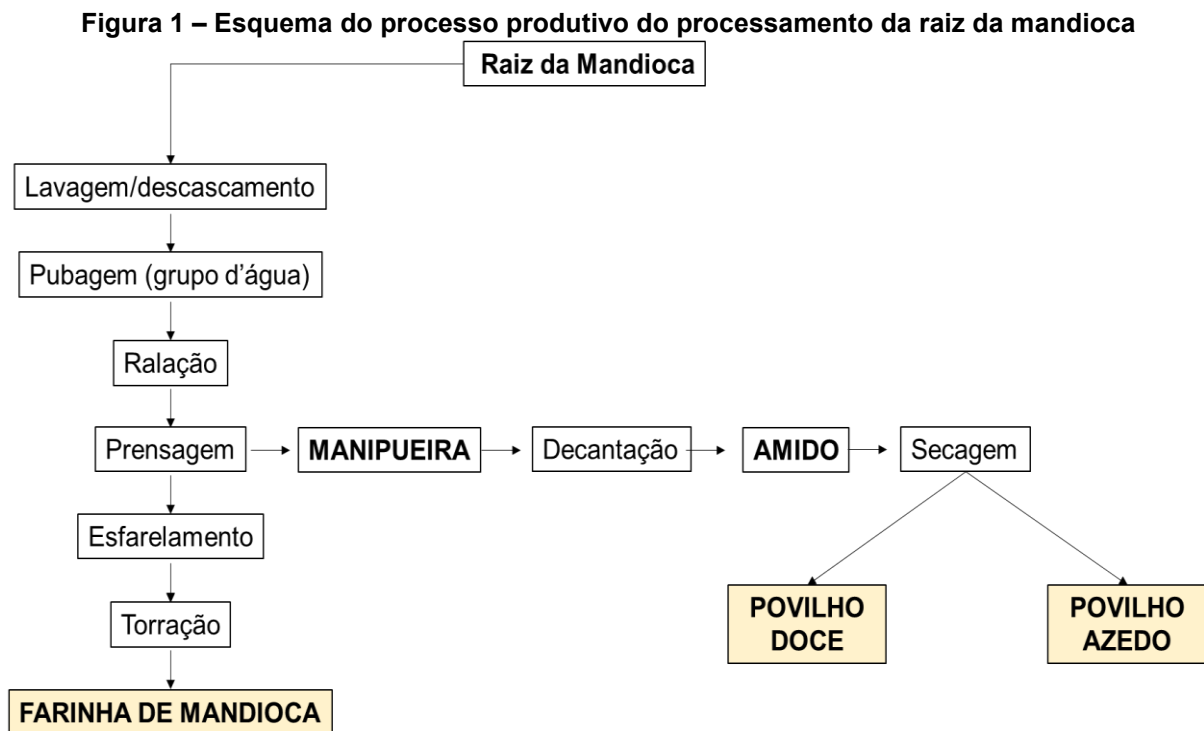 Figura 1 – Esquema do processo produtivo do processamento da raiz da mandioca
Raiz da Mandioca
Lavagem/descascamento
Pubagem (grupo d’água)
Ralação
Prensagem
MANIPUEIRA
Decantação
AMIDO
Secagem
Esfarelamento
Torração
POVILHO
DOCE
POVILHO
AZEDO
FARINHA DE MANDIOCA